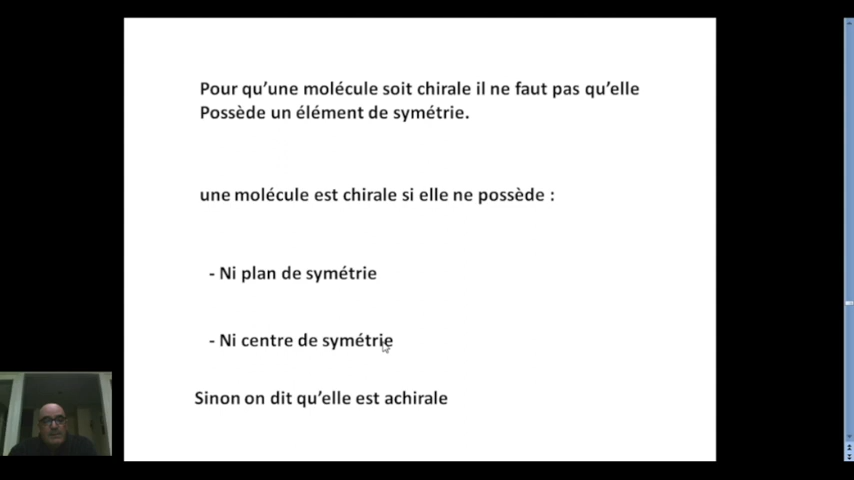 Pour qu’une molécule soit chirale il ne faut pas qu’elle
Possède un élément de symétrie.
une molécule est chirale si elle ne possède :
- Ni plan de symétrie
- Ni centre de symétrie
Sinon on dit qu’elle est achirale